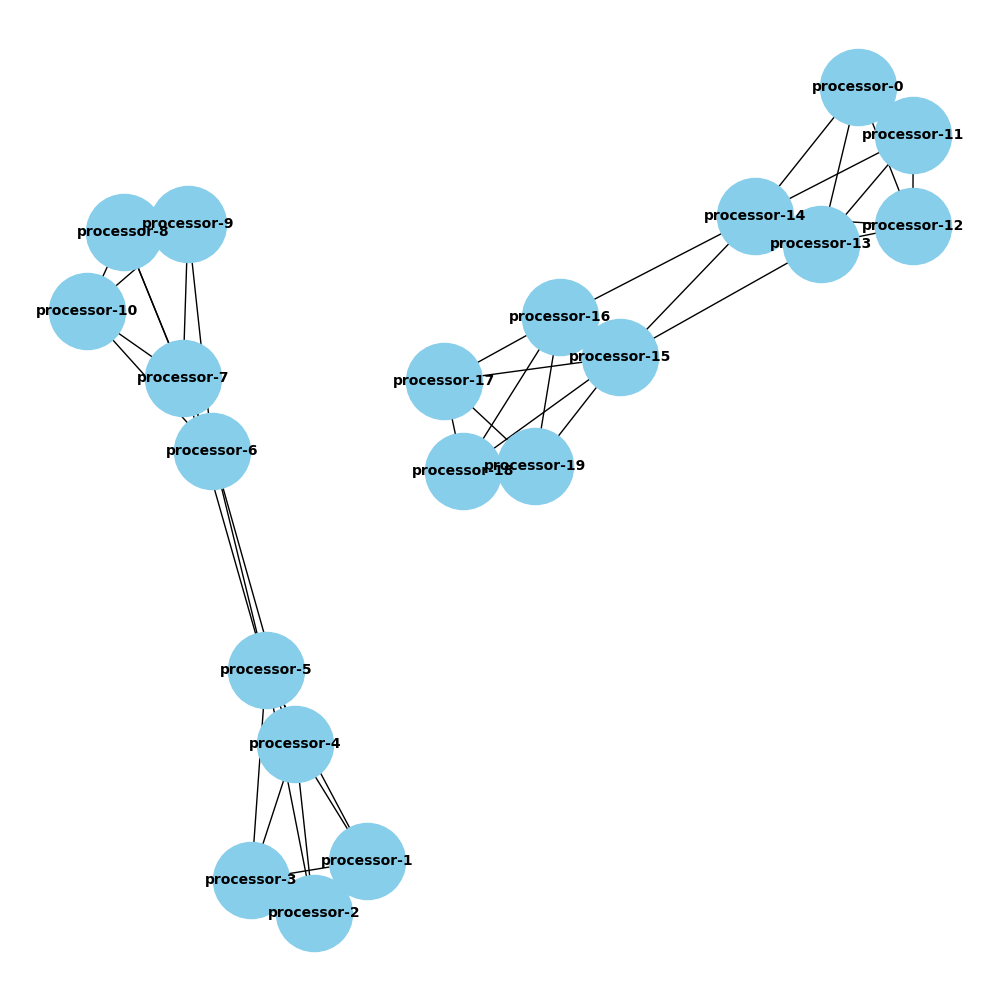 processor-0
processor-11
processor-14
processor-12
processor-13
processor-8
processor-9
processor-10
processor-16
processor-15
processor-7
processor-17
processor-6
processor-18
processor-19
processor-5
processor-4
processor-1
processor-3
processor-2